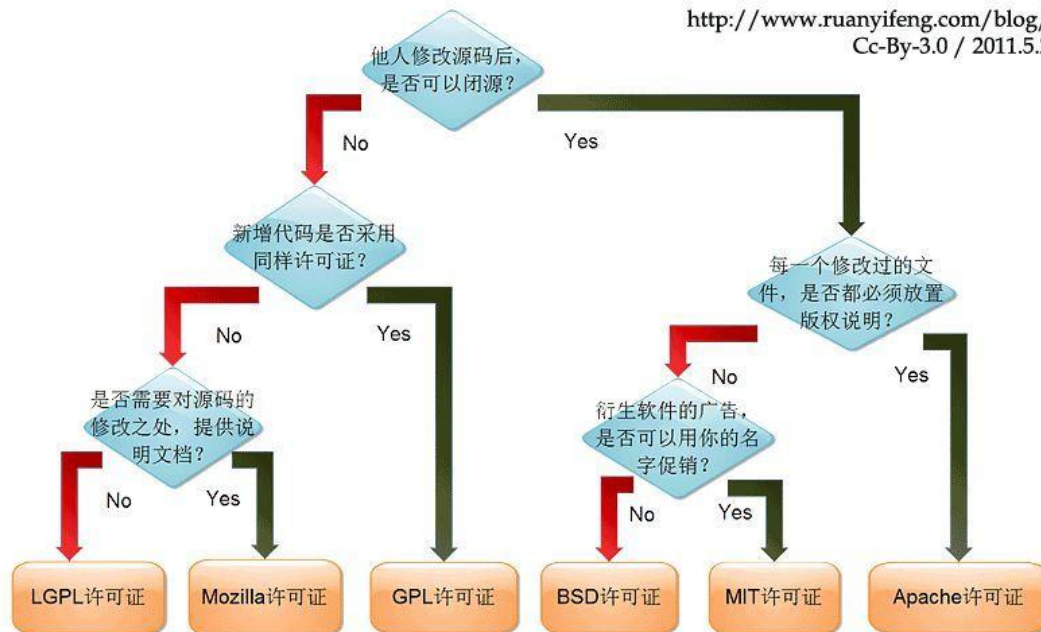 http://www.ruanyifeng.com/blog/
Cc-By-3.0 / 2011.5.
他人修改源码后，
是否可以闭源？
No
Yes
新增代码是否采用
同样许可证？
每一个修改过的文
件，是否都必须放置
版权说明？
No
Yes
No
Yes
是否需要对源码的
修改之处，提供说
明文档？
衍生软件的广告，
是否可以用你的名
字促销？
No
Yes
No
Yes
LGPL许可证
Mozilla许可证
GPL许可证
BSD许可证
MIT许可证
Apache许可证